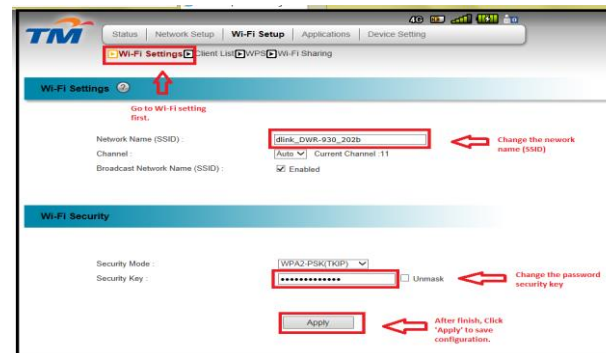 4G
TM
Status | Network Setup | Wi-Fi Setup | Applications | Device Setting
Wi-Fi Settings Client List WPS Wi-Fi Sharing
Wi-Fi Settings ?
Go to Wi-Fi setting
first.
Network Name (SSID) : dlink_DWR-930_202b
Change the nework
name (SSID)
Channel : Auto Current Channel :11
Broadcast Network Name (SSID) : Enabled
Wi-Fi Security
Security Mode : WPA2-PSK(TKIP)
Security Key : ••••••••••••• Unmask
Change the password
security key
Apply
After finish, Click
'Apply' to save
configuration.